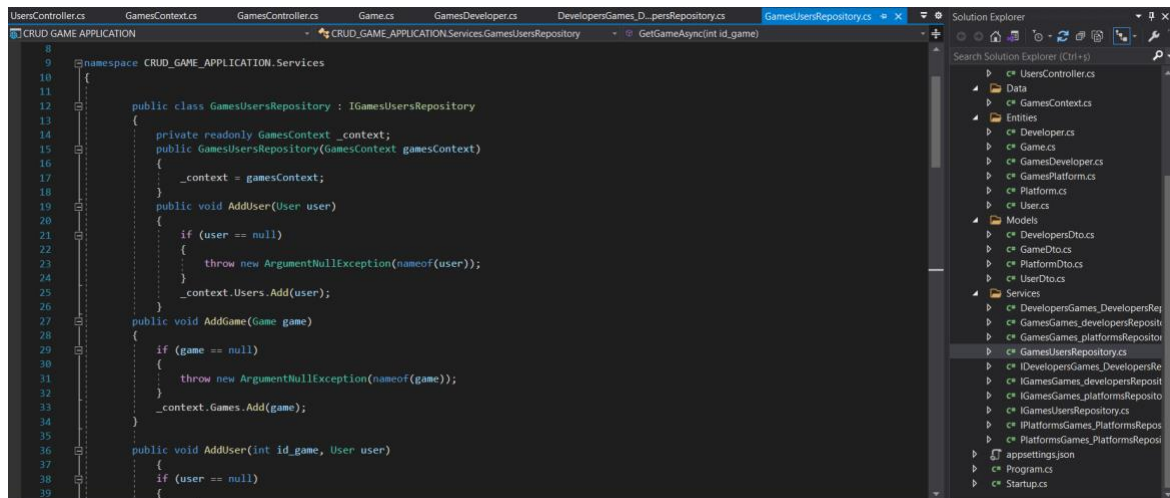 UsersController.cs GamesContext.cs GamesController.cs Game.cs GamesDeveloper.cs DevelopersGames_D...persRepository.cs GamesUsersRepository.cs
CRUD GAME APPLICATION CRUD_GAME_APPLICATION.Services.GamesUsersRepository GetGameAsync(int id_game)
8
9 namespace CRUD_GAME_APPLICATION.Services
10 {
11
12 public class GamesUsersRepository : IGamesUsersRepository
13 {
14 private readonly GamesContext _context;
15 public GamesUsersRepository(GamesContext gamesContext)
16 {
17 _context = gamesContext;
18 }
19 public void AddUser(User user)
20 {
21 if (user == null)
22 {
23 throw new ArgumentNullException(nameof(user));
24 }
25 _context.Users.Add(user);
26 }
27 public void AddGame(Game game)
28 {
29 if (game == null)
30 {
31 throw new ArgumentNullException(nameof(game));
32 }
33 _context.Games.Add(game);
34 }
35
36 public void AddUser(int id_game, User user)
37 {
38 if (user == null)
39 {
Solution Explorer
Search Solution Explorer (Ctrl+ş)
C# UsersController.cs
Data
C# GamesContext.cs
Entities
C# Developer.cs
C# Game.cs
C# GamesDeveloper.cs
C# GamesPlatform.cs
C# Platform.cs
C# User.cs
Models
C# DevelopersDto.cs
C# GameDto.cs
C# PlatformDto.cs
C# UserDto.cs
Services
C# DevelopersGames_DevelopersRep
C# GamesGames_developersReposito
C# GamesGames_platformsRepositor
C# GamesUsersRepository.cs
C# IDevelopersGames_DevelopersRe
C# IGamesGames_developersReposit
C# IGamesGames_platformsReposito
C# IGamesUsersRepository.cs
C# IPlatformsGames_PlatformsRepos
C# PlatformsGames_PlatformsReposi
appsettings.json
C# Program.cs
C# Startup.cs